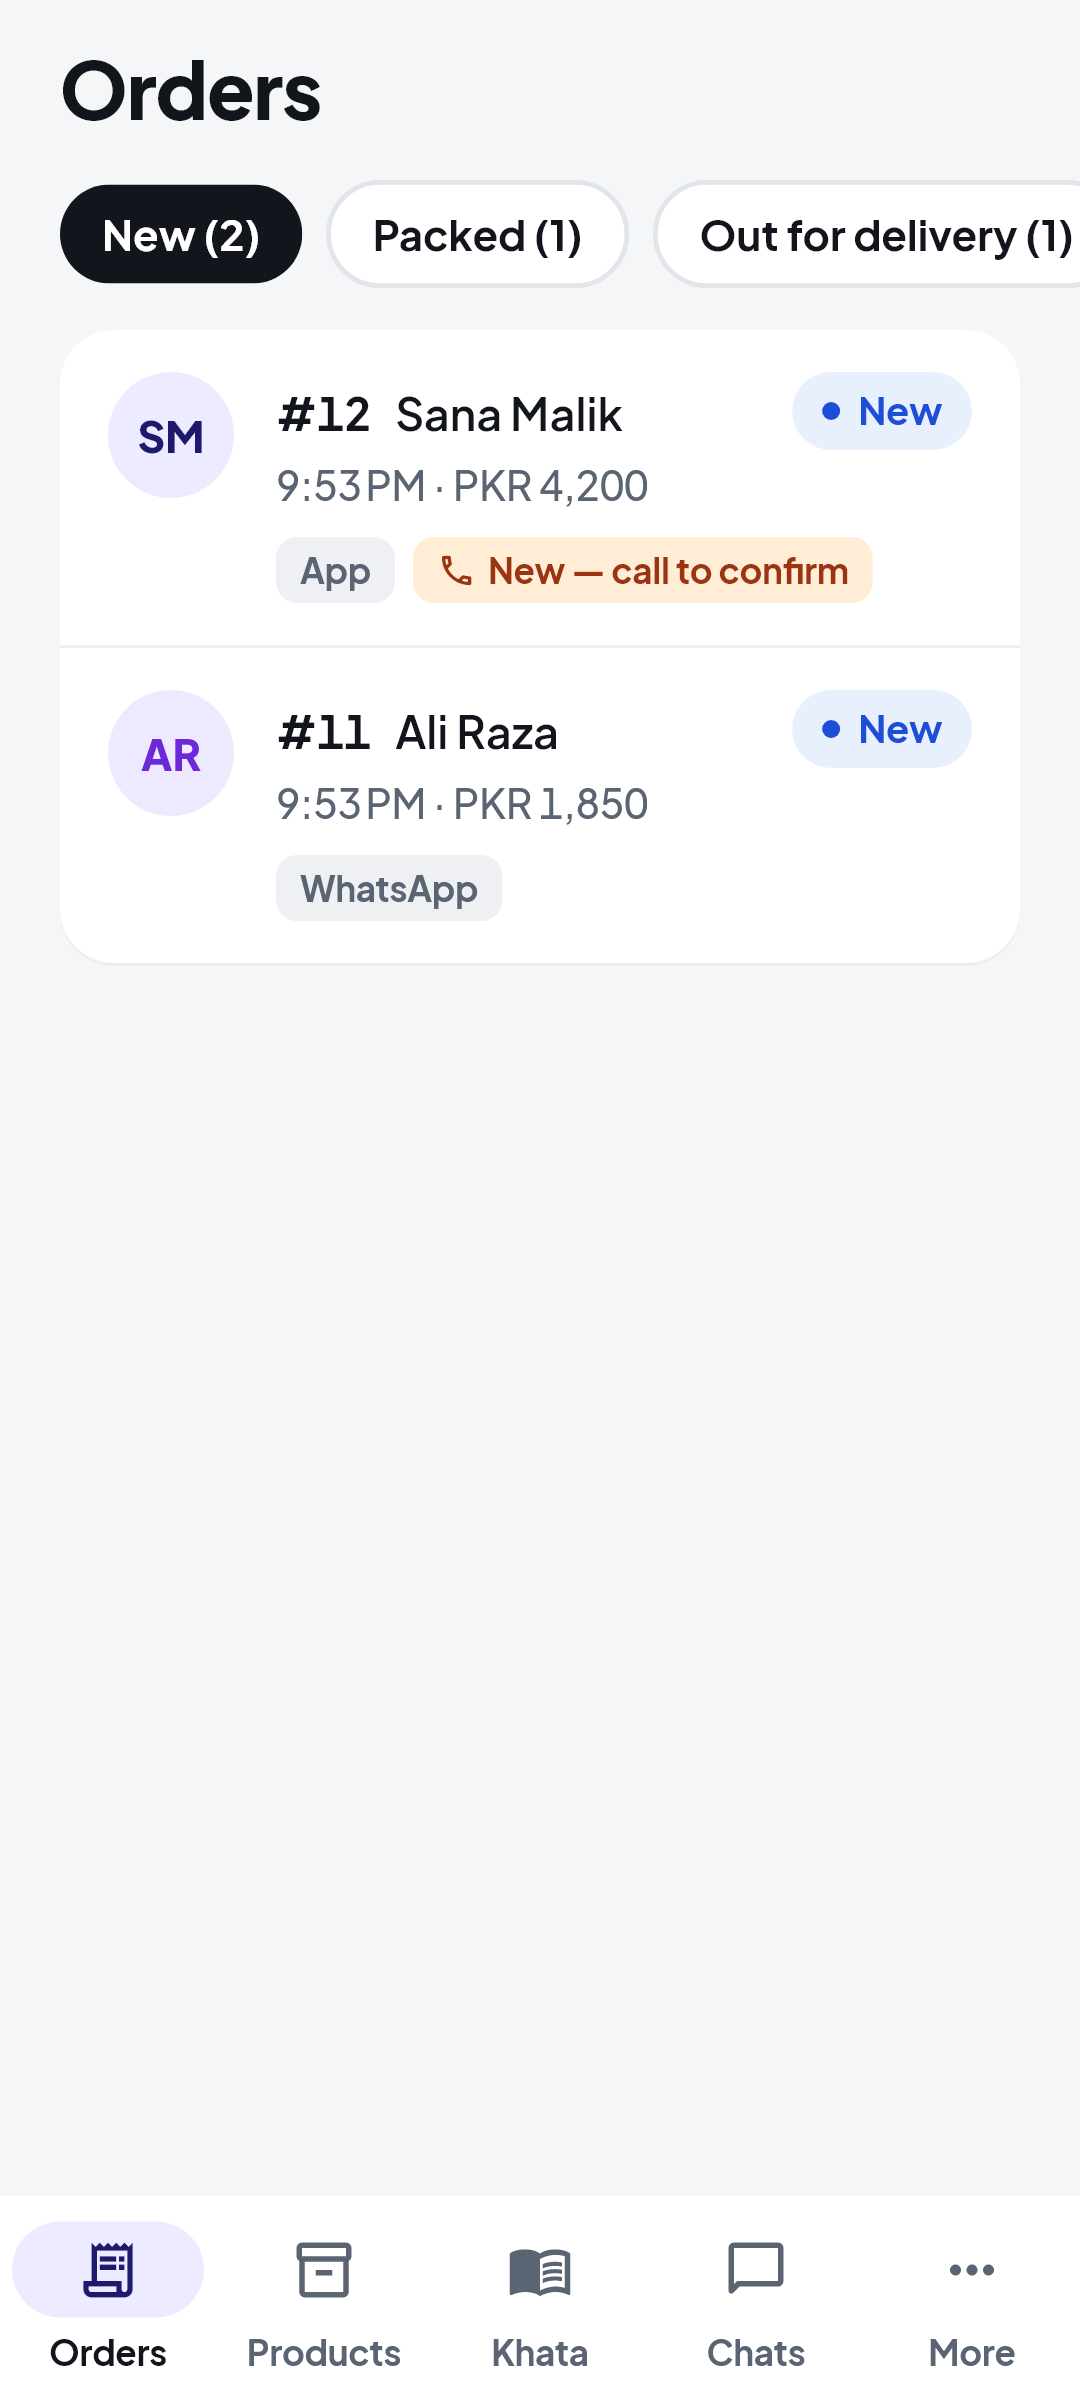 Orders
New (2) Packed (1) Out for delivery (1)
SM #12 Sana Malik New
9:53 PM · PKR 4,200
App New — call to confirm
AR #11 Ali Raza New
9:53 PM · PKR 1,850
WhatsApp
Orders Products Khata Chats More